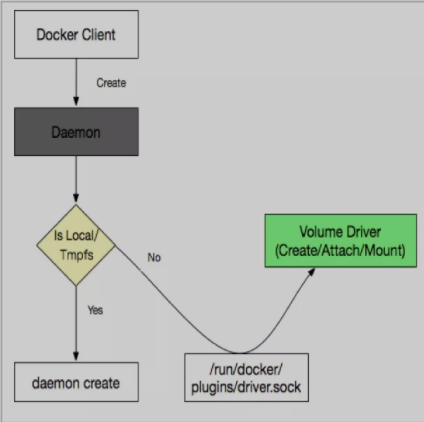 Docker Client
Create
Daemon
Is Local/
Tmpfs
No
Volume Driver
(Create/Attach/Mount)
Yes
daemon create
/run/docker/
plugins/driver.sock